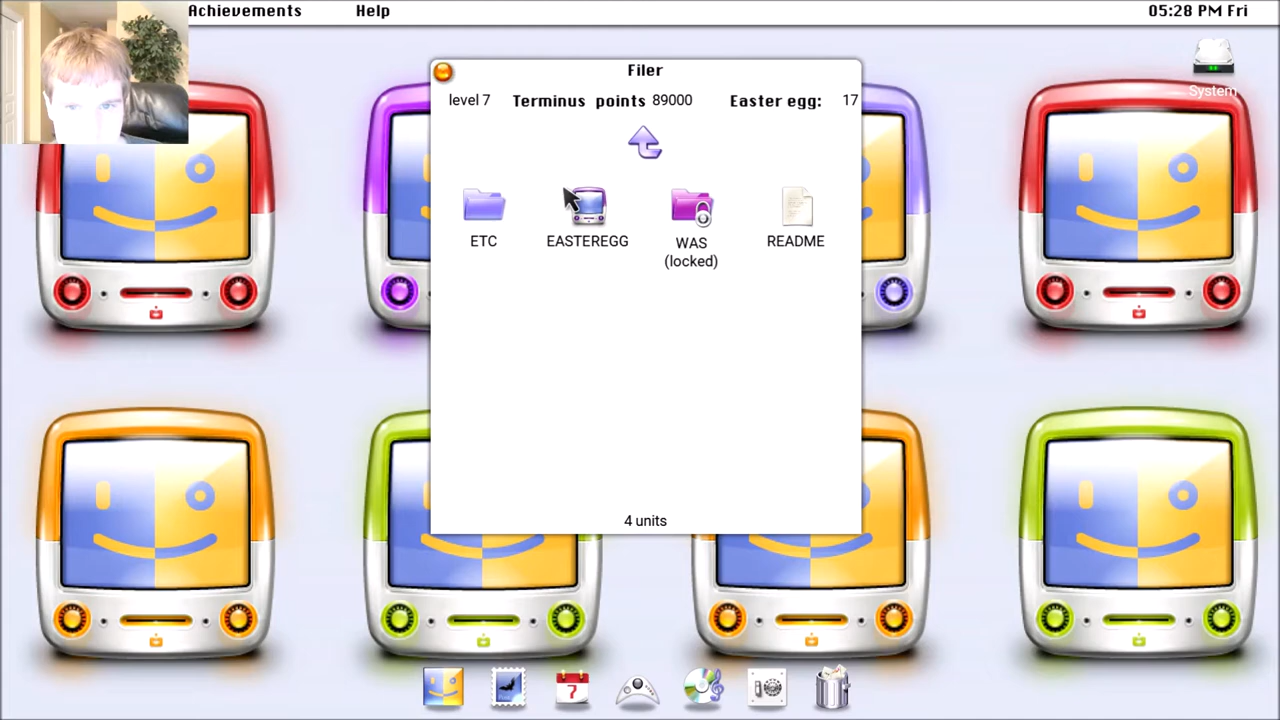 Achievements Help 05:28 PM Fri
System
Filer
level 7 Terminus points 89000 Easter egg: 17
ETC EASTEREGG WAS (locked) README
4 units
7